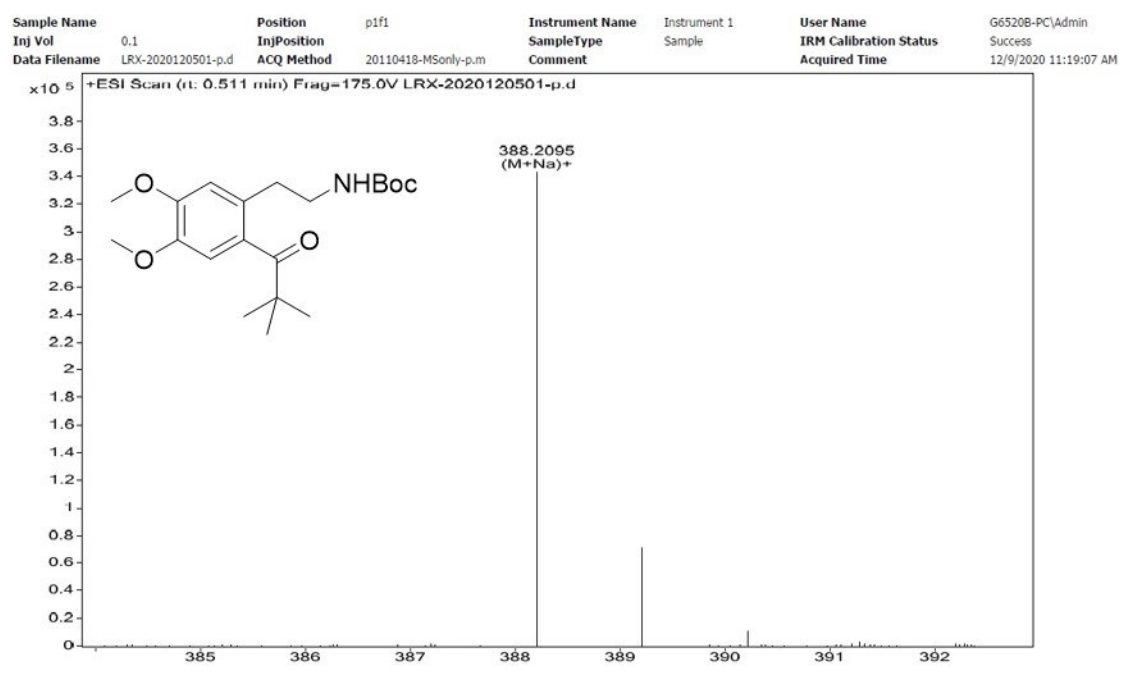 Sample Name Position p1f1 Instrument Name Instrument 1 User Name G6520B-PC\Admin
Inj Vol 0.1 InjPosition SampleType Sample IRM Calibration Status Success
Data Filename LRX-2020120501-p.d ACQ Method 20110418-MSonly-p.m Comment Acquired Time 12/9/2020 11:19:07 AM
x10 5 +ESI Scan (rt: 0.511 min) Frag=175.0V LRX-2020120501-p.d
3.8
3.6
3.4
3.2
3
2.8
2.6
2.4
2.2
2
1.8
1.6
1.4
1.2
1
0.8
0.6
0.4
0.2
0
388.2095
(M+Na)+
O
NHBoc
O
O
385 386 387 388 389 390 391 392